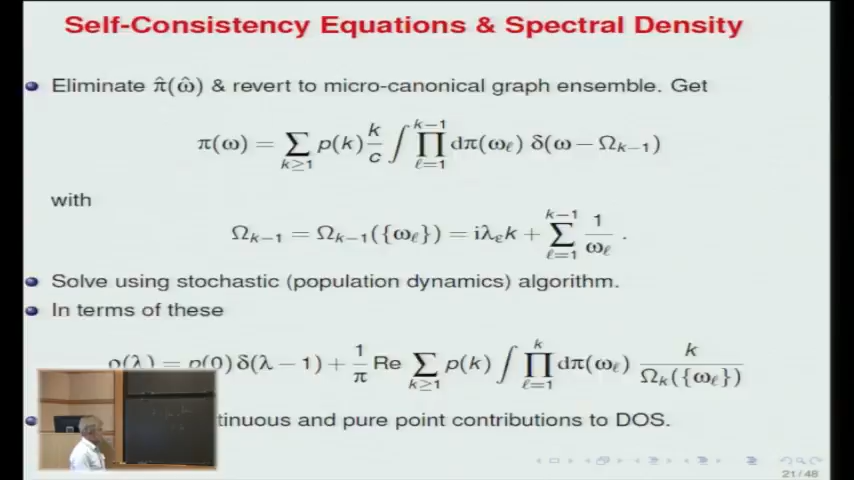 Self-Consistency Equations & Spectral Density
Eliminate π̂(ω̂) & revert to micro-canonical graph ensemble. Get
π(ω) = ∑_{k≥1} p(k) k/c ∫ ∏_{ℓ=1}^{k−1} dπ(ω_ℓ) δ(ω − Ω_{k−1})
with
Ω_{k−1} = Ω_{k−1}({ω_ℓ}) = iλ_ε k + ∑_{ℓ=1}^{k−1} 1/ω_ℓ .
Solve using stochastic (population dynamics) algorithm.
In terms of these
ρ(λ) = p(0) δ(λ − 1) + 1/π Re ∑_{k≥1} p(k) ∫ ∏_{ℓ=1}^{k} dπ(ω_ℓ) k/Ω_k({ω_ℓ})
and pure point contributions to DOS.
21/48